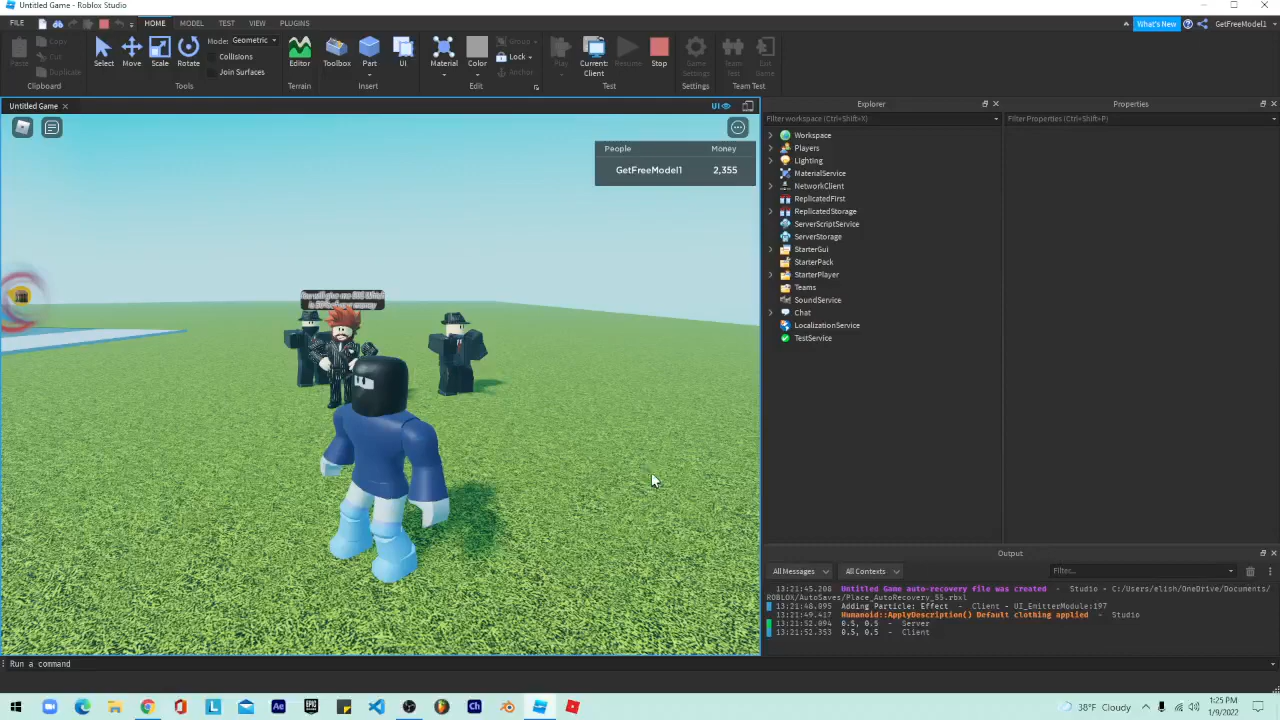 Untitled Game* - Roblox Studio
FILE
HOME
MODEL
TEST
VIEW
PLUGINS
What's New
GetFreeModel1
Paste
Copy
Cut
Duplicate
Clipboard
Select
Move
Scale
Rotate
Mode: Geometric
Collisions
Join Surfaces
Tools
Editor
Terrain
Toolbox
Part
UI
Insert
Material
Color
Group
Lock
Anchor
Edit
Play
Current:
Client
Resume
Stop
Test
Game
Settings
Settings
Team
Test
Exit
Game
Team Test
Untitled Game
UI
People Money
GetFreeModel1 2,355
Explorer
Filter workspace (Ctrl+Shift+X)
Workspace
Players
Lighting
MaterialService
NetworkClient
ReplicatedFirst
ReplicatedStorage
ServerScriptService
ServerStorage
StarterGui
StarterPack
StarterPlayer
Teams
SoundService
Chat
LocalizationService
TestService
Properties
Filter Properties (Ctrl+Shift+P)
Output
All Messages
All Contexts
Filter...
13:21:45.208 Untitled Game auto-recovery file was created - Studio - C:/Users/elish/OneDrive/Documents/
ROBLOX/AutoSaves/Place_AutoRecovery_55.rbxl
13:21:48.895 Adding Particle: Effect - Client - UI_EmitterModule:197
13:21:49.417 Humanoid::ApplyDescription() Default clothing applied - Studio
13:21:52.094 0.5, 0.5 - Server
13:21:52.353 0.5, 0.5 - Client
Run a command
38°F Cloudy
1:25 PM
1/9/2022